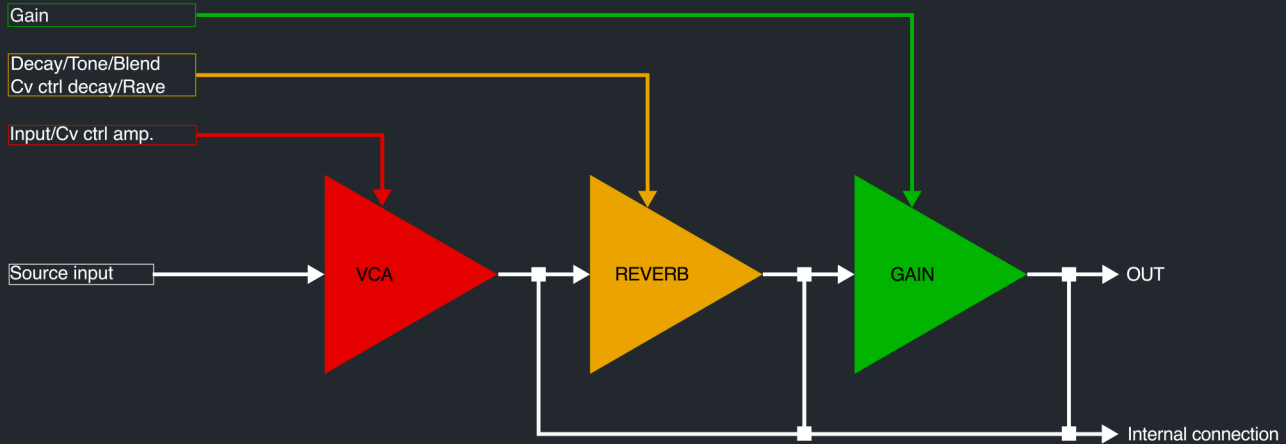 Gain
Decay/Tone/Blend
Cv ctrl decay/Rave
Input/Cv ctrl amp.
Source input
VCA
REVERB
GAIN
OUT
Internal connection